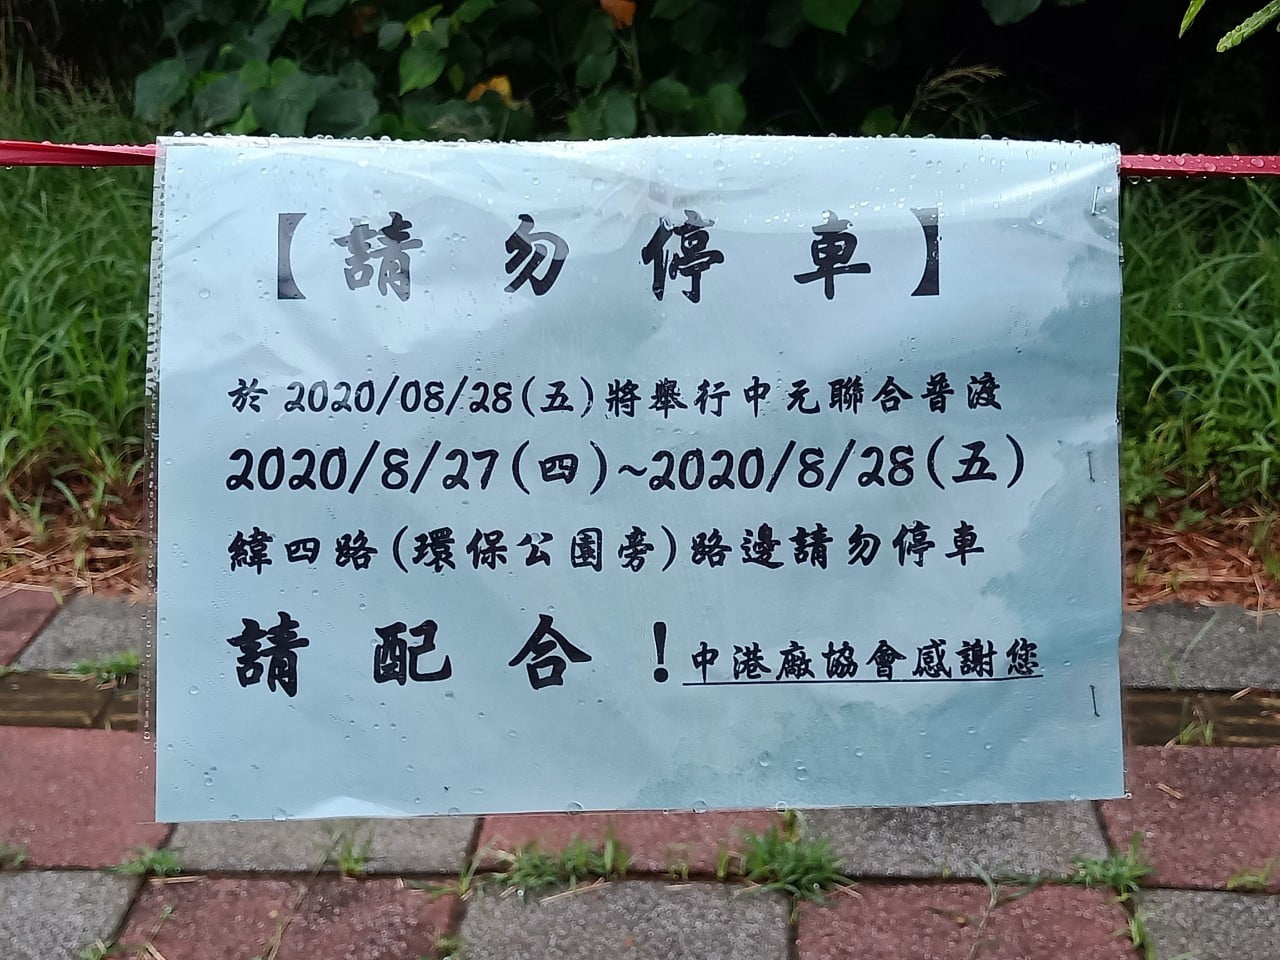 【請勿停車】
於 2020/08/28(五)將舉行中元聯合普渡
2020/8/27(四)~2020/8/28(五)
緯四路(環保公園旁)路邊請勿停車
請配合！中港廠協會感謝您